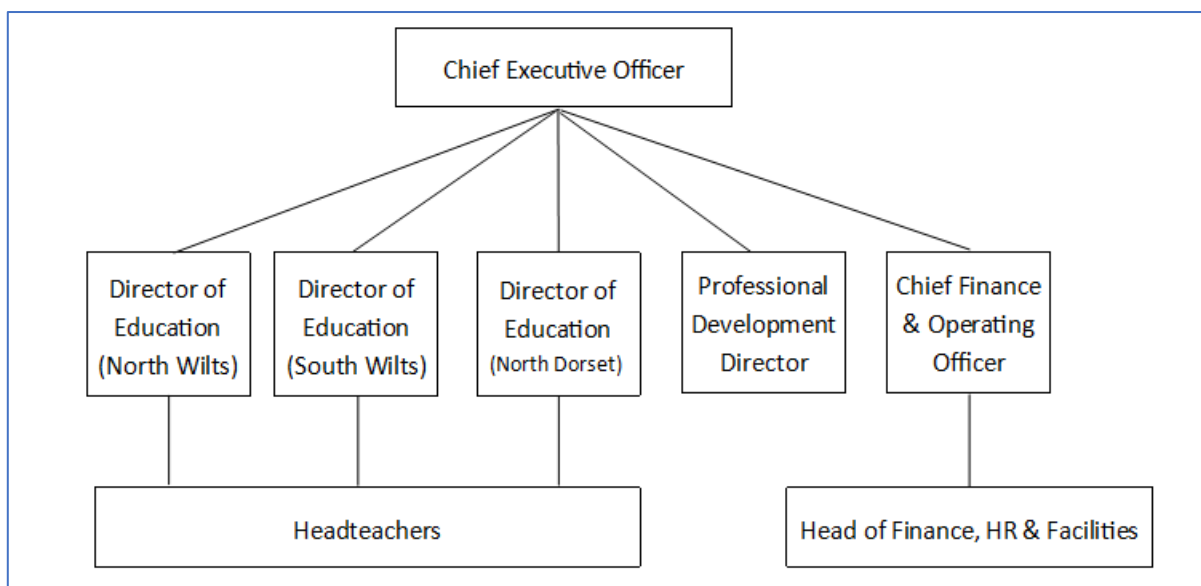 Chief Executive Officer
Director of
Education
(North Wilts)
Director of
Education
(South Wilts)
Director of
Education
(North Dorset)
Professional
Development
Director
Chief Finance
& Operating
Officer
Headteachers
Head of Finance, HR & Facilities